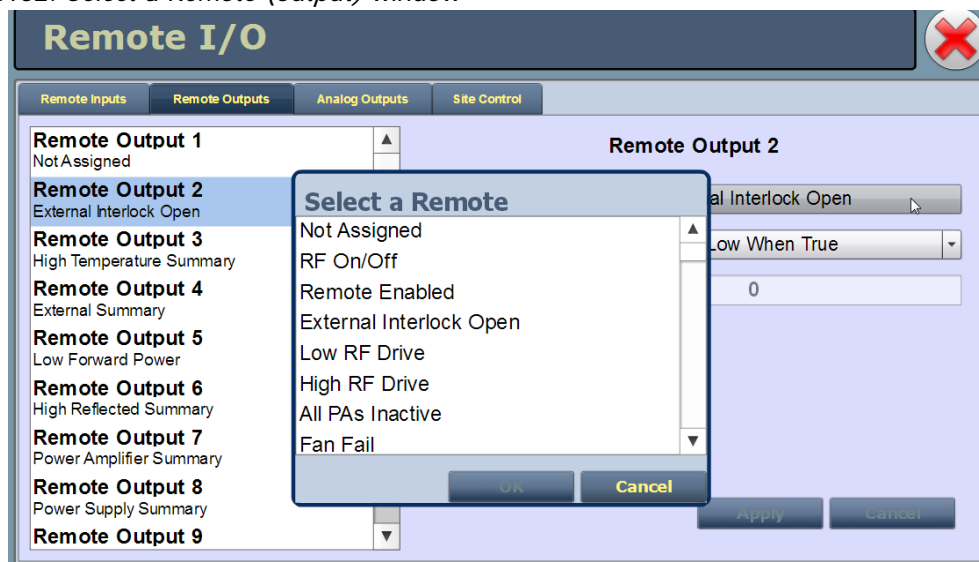 Select a Remote (output) window
Remote I/O
Remote Inputs
Remote Outputs
Analog Outputs
Site Control
Remote Output 1
Not Assigned
Remote Output 2
External Interlock Open
Remote Output 3
High Temperature Summary
Remote Output 4
External Summary
Remote Output 5
Low Forward Power
Remote Output 6
High Reflected Summary
Remote Output 7
Power Amplifier Summary
Remote Output 8
Power Supply Summary
Remote Output 9
Select a Remote
Not Assigned
RF On/Off
Remote Enabled
External Interlock Open
Low RF Drive
High RF Drive
All PAs Inactive
Fan Fail
OK
Cancel
Remote Output 2
al Interlock Open
Low When True
0
Apply
Cancel